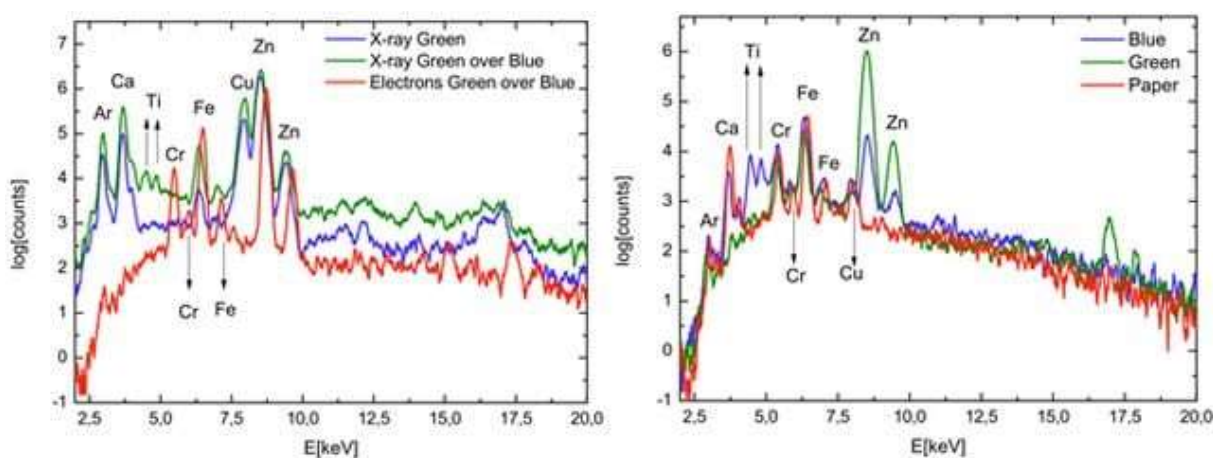 7
6
5
4
3
2
1
0
-1
log[counts]
2,5 5,0 7,5 10,0 12,5 15,0 17,5 20,0
E[keV]
X-ray Green
X-ray Green over Blue
Electrons Green over Blue
Ar
Ca
Ti
Cr
Fe
Cu
Zn
Zn
Cr
Fe
6
5
4
3
2
1
0
-1
log[counts]
2,5 5,0 7,5 10,0 12,5 15,0 17,5 20,0
E[keV]
Blue
Green
Paper
Ar
Ca
Ti
Cr
Fe
Fe
Zn
Zn
Cr
Cu